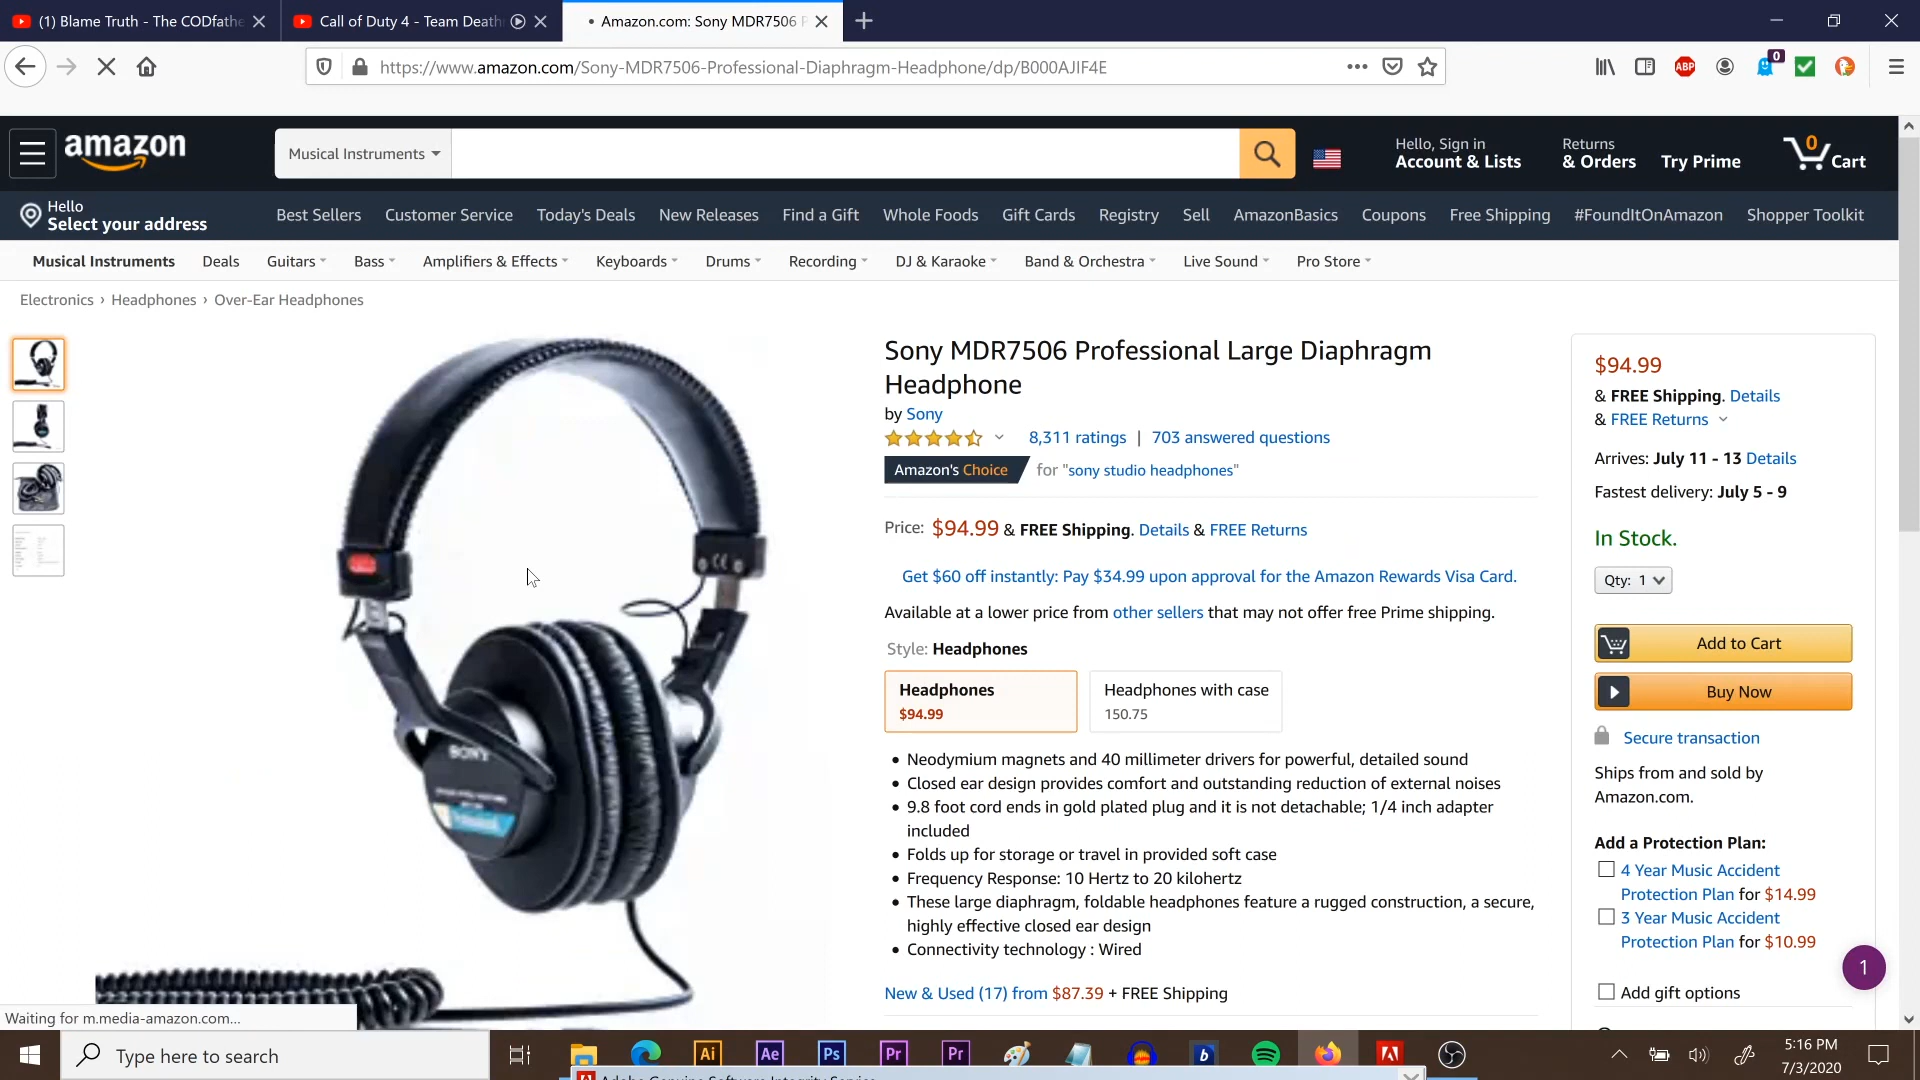 (1) Blame Truth - The CODfathe
Call of Duty 4 - Team Death
Amazon.com: Sony MDR7506 P
https://www.amazon.com/Sony-MDR7506-Professional-Diaphragm-Headphone/dp/B000AJIF4E
ABP
0
amazon
Musical Instruments
Hello, Sign in
Account & Lists
Returns
& Orders
Try Prime
0
Cart
Hello
Select your address
Best Sellers Customer Service Today's Deals New Releases Find a Gift Whole Foods Gift Cards Registry Sell AmazonBasics Coupons Free Shipping #FoundItOnAmazon Shopper Toolkit
Musical Instruments Deals Guitars Bass Amplifiers & Effects Keyboards Drums Recording DJ & Karaoke Band & Orchestra Live Sound Pro Store
Electronics › Headphones › Over-Ear Headphones
SONY
Sony MDR7506 Professional Large Diaphragm
Headphone
by Sony
8,311 ratings | 703 answered questions
Amazon's Choice for "sony studio headphones"
Price: $94.99 & FREE Shipping. Details & FREE Returns
Get $60 off instantly: Pay $34.99 upon approval for the Amazon Rewards Visa Card.
Available at a lower price from other sellers that may not offer free Prime shipping.
Style: Headphones
Headphones
$94.99
Headphones with case
150.75
• Neodymium magnets and 40 millimeter drivers for powerful, detailed sound
• Closed ear design provides comfort and outstanding reduction of external noises
• 9.8 foot cord ends in gold plated plug and it is not detachable; 1/4 inch adapter
included
• Folds up for storage or travel in provided soft case
• Frequency Response: 10 Hertz to 20 kilohertz
• These large diaphragm, foldable headphones feature a rugged construction, a secure,
highly effective closed ear design
• Connectivity technology : Wired
New & Used (17) from $87.39 + FREE Shipping
$94.99
& FREE Shipping. Details
& FREE Returns
Arrives: July 11 - 13 Details
Fastest delivery: July 5 - 9
In Stock.
Qty: 1
Add to Cart
Buy Now
Secure transaction
Ships from and sold by
Amazon.com.
Add a Protection Plan:
4 Year Music Accident
Protection Plan for $14.99
3 Year Music Accident
Protection Plan for $10.99
1
Add gift options
Waiting for m.media-amazon.com...
Type here to search
Ai
Ae
Ps
Pr
Pr
b
5:16 PM
7/3/2020
Adobe Genuine Software Integrity Service